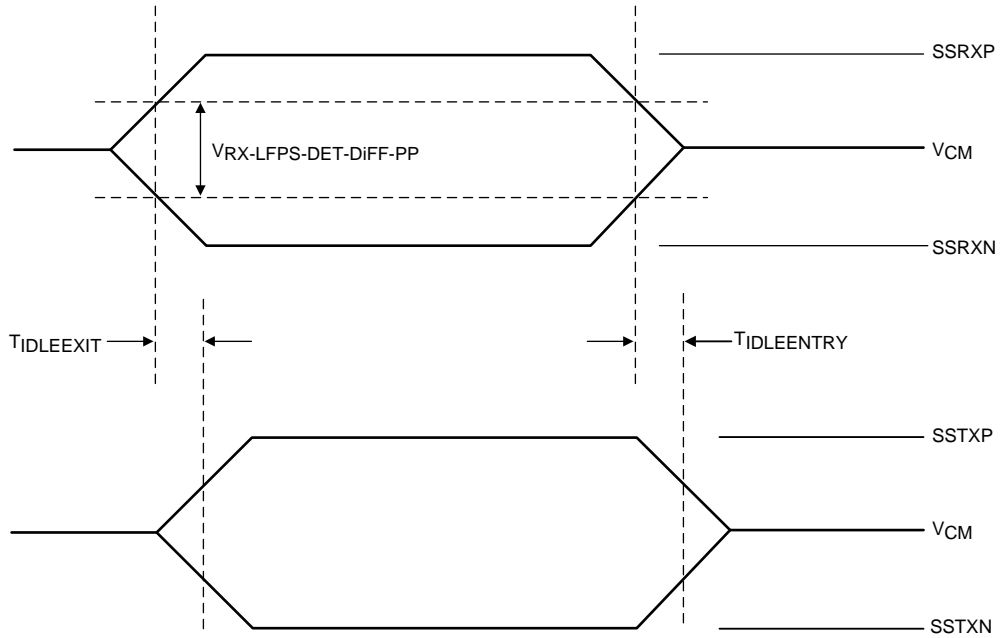 SSRXP
VRX-LFPS-DET-DiFF-PP
VCM
SSRXN
TIDLEEXIT
TIDLEENTRY
SSTXP
VCM
SSTXN